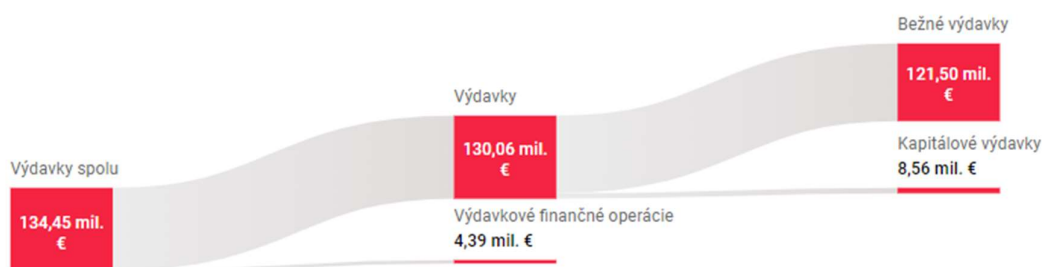 Výdavky spolu
134,45 mil.
€
Výdavky
130,06 mil.
€
Výdavkové finančné operácie
4,39 mil. €
Bežné výdavky
121,50 mil.
€
Kapitálové výdavky
8,56 mil. €